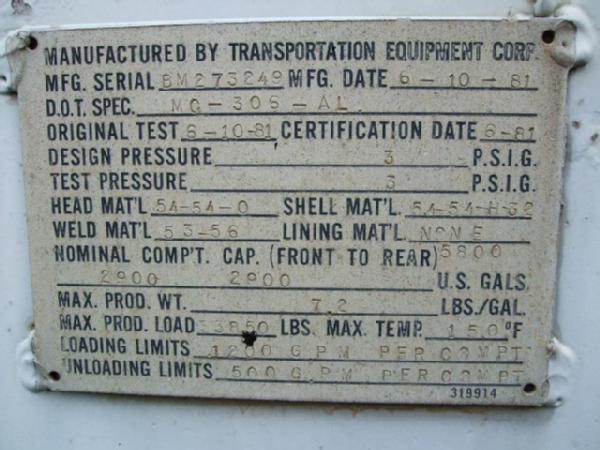 MANUFACTURED BY TRANSPORTATION EQUIPMENT CORP.
MFG. SERIAL BM273249 MFG. DATE 6-10-81
D.O.T. SPEC. MC-306-AL
ORIGINAL TEST 6-10-81 CERTIFICATION DATE 6-81
DESIGN PRESSURE 3 P.S.I.G.
TEST PRESSURE 3 P.S.I.G.
HEAD MAT'L 54-54-0 SHELL MAT'L. 54-54-H-32
WELD MAT'L 53-56 LINING MAT'L. NONE
NOMINAL COMP'T. CAP. (FRONT TO REAR) 5800
2900 2900 U.S. GALS.
MAX. PROD. WT. 7.2 LBS./GAL.
MAX. PROD. LOAD LBS. MAX. TEMP. 150 °F
LOADING LIMITS 1200 G.P.M. PER COMPT
UNLOADING LIMITS 500 G.P.M. PER COMPT
319914